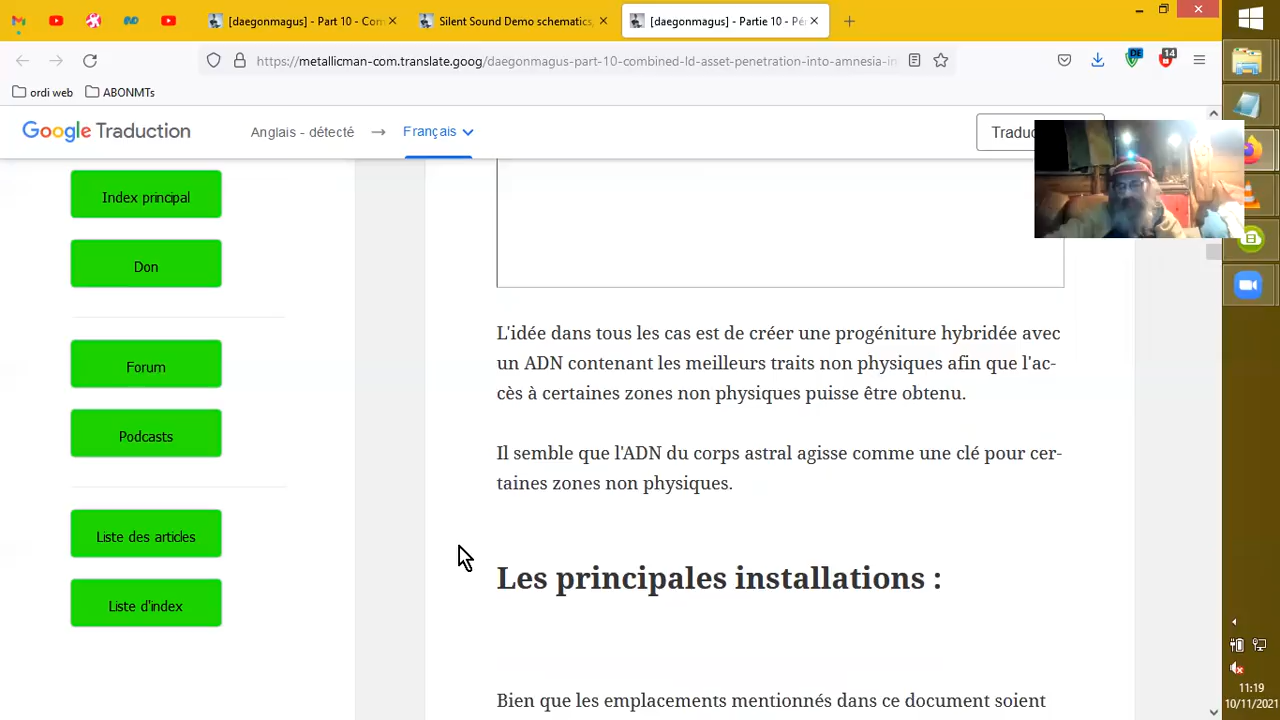 [daegonmagus] - Part 10 - Com
Silent Sound Demo schematics,
[daegonmagus] - Partie 10 - Pé
https://metallicman-com.translate.goog/daegonmagus-part-10-combined-ld-asset-penetration-into-amnesia-in
DE
14
ordi web
ABONMTs
Google Traduction
Anglais - détecté
Français
Traduc
Index principal
Don
Forum
Podcasts
Liste des articles
Liste d'index
L'idée dans tous les cas est de créer une progéniture hybridée avec
un ADN contenant les meilleurs traits non physiques afin que l'ac-
cès à certaines zones non physiques puisse être obtenu.
Il semble que l'ADN du corps astral agisse comme une clé pour cer-
taines zones non physiques.
Les principales installations :
Bien que les emplacements mentionnés dans ce document soient
11:19
10/11/2021